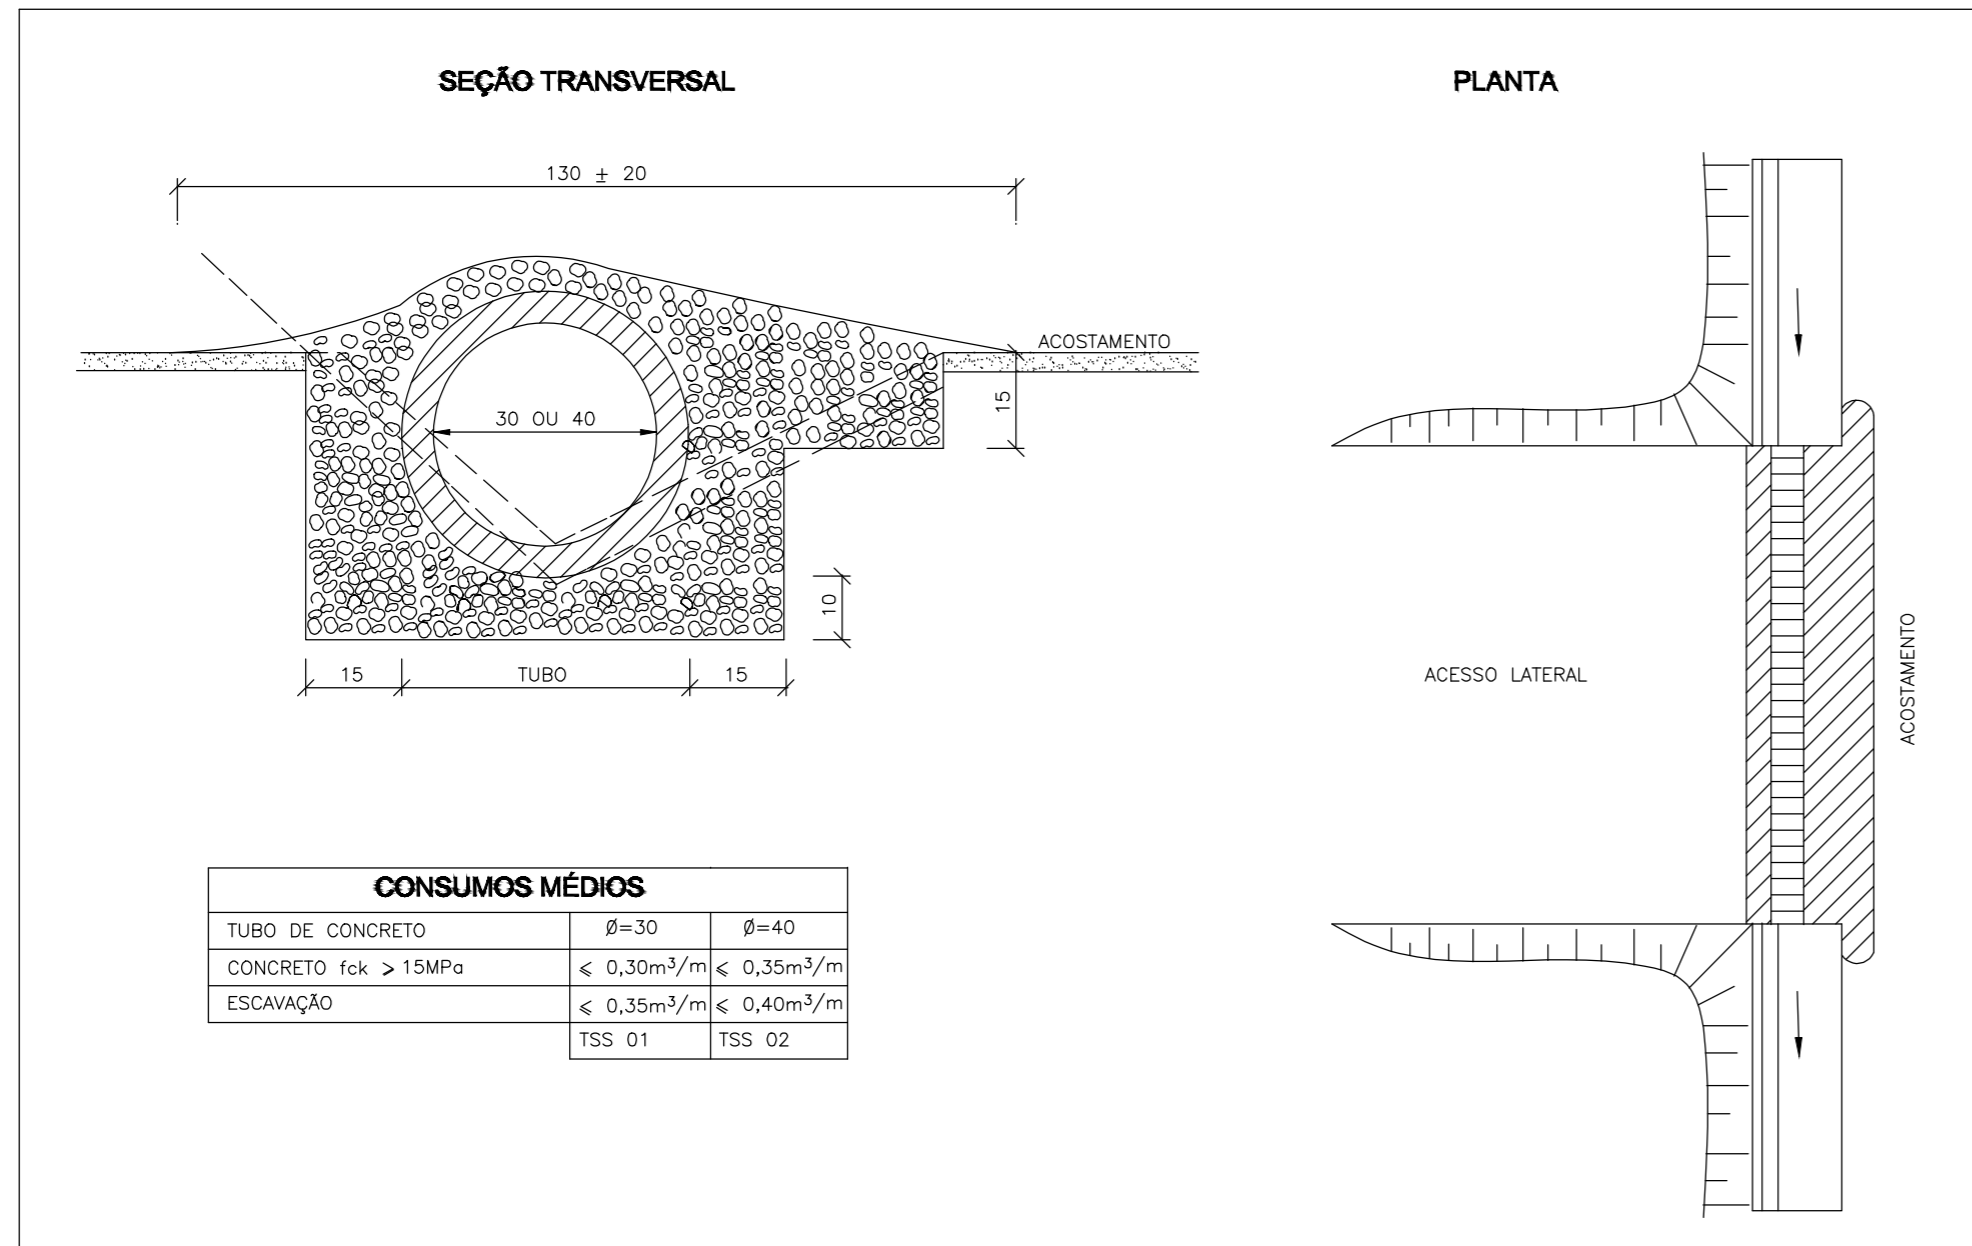 SEÇÃO TRANSVERSAL
PLANTA
130 ± 20
ACOSTAMENTO
30 OU 40
15
10
15 TUBO 15
ACESSO LATERAL
ACOSTAMENTO
CONSUMOS MÉDIOS
TUBO DE CONCRETO Ø=30 Ø=40
CONCRETO fck > 15MPa ⩽ 0,30m³/m ⩽ 0,35m³/m
ESCAVAÇÃO ⩽ 0,35m³/m ⩽ 0,40m³/m
TSS 01 TSS 02